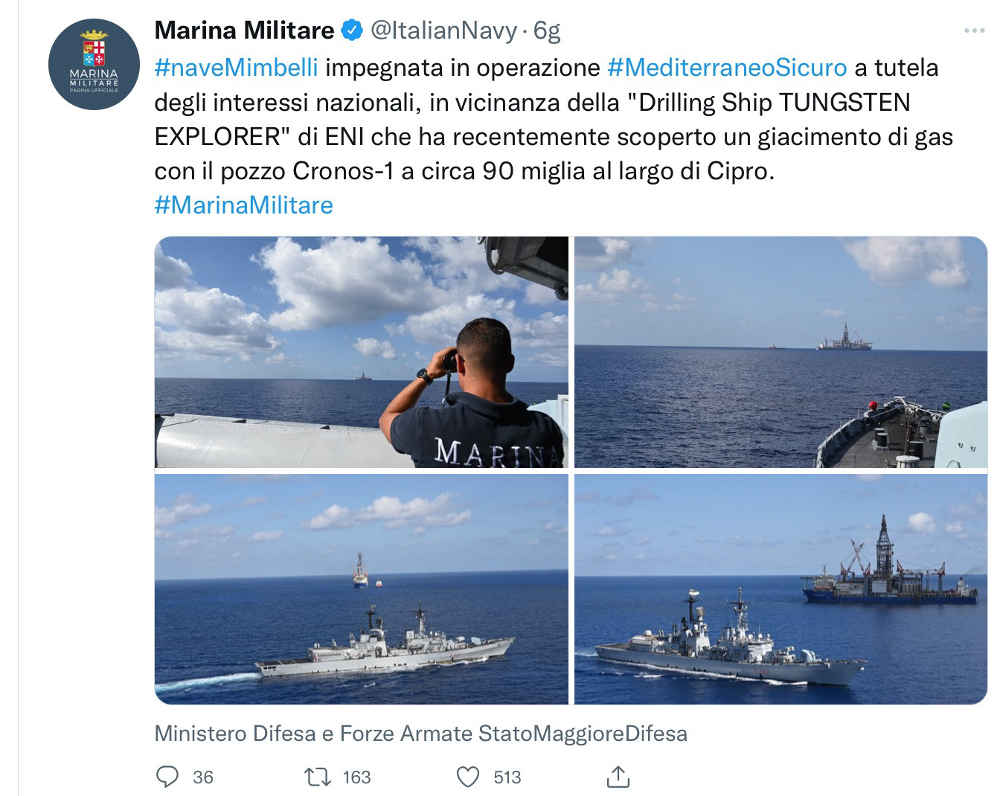 Marina Militare @ItalianNavy · 6g
#naveMimbelli impegnata in operazione #MediterraneoSicuro a tutela
degli interessi nazionali, in vicinanza della "Drilling Ship TUNGSTEN
EXPLORER" di ENI che ha recentemente scoperto un giacimento di gas
con il pozzo Cronos-1 a circa 90 miglia al largo di Cipro.
#MarinaMilitare
MARINA
MILITARE
PAGINA UFFICIALE
MARINA
Ministero Difesa e Forze Armate StatoMaggioreDifesa
36 163 513